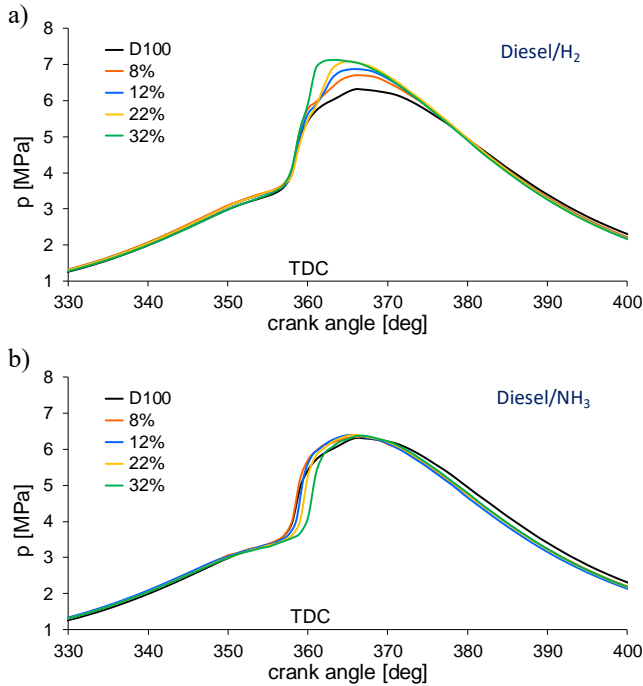 a)
Diesel/H₂
D100
8%
12%
22%
32%
p [MPa]
8
7
6
5
4
3
2
1
TDC
330 340 350 360 370 380 390 400
crank angle [deg]
b)
Diesel/NH₃
D100
8%
12%
22%
32%
p [MPa]
8
7
6
5
4
3
2
1
TDC
330 340 350 360 370 380 390 400
crank angle [deg]